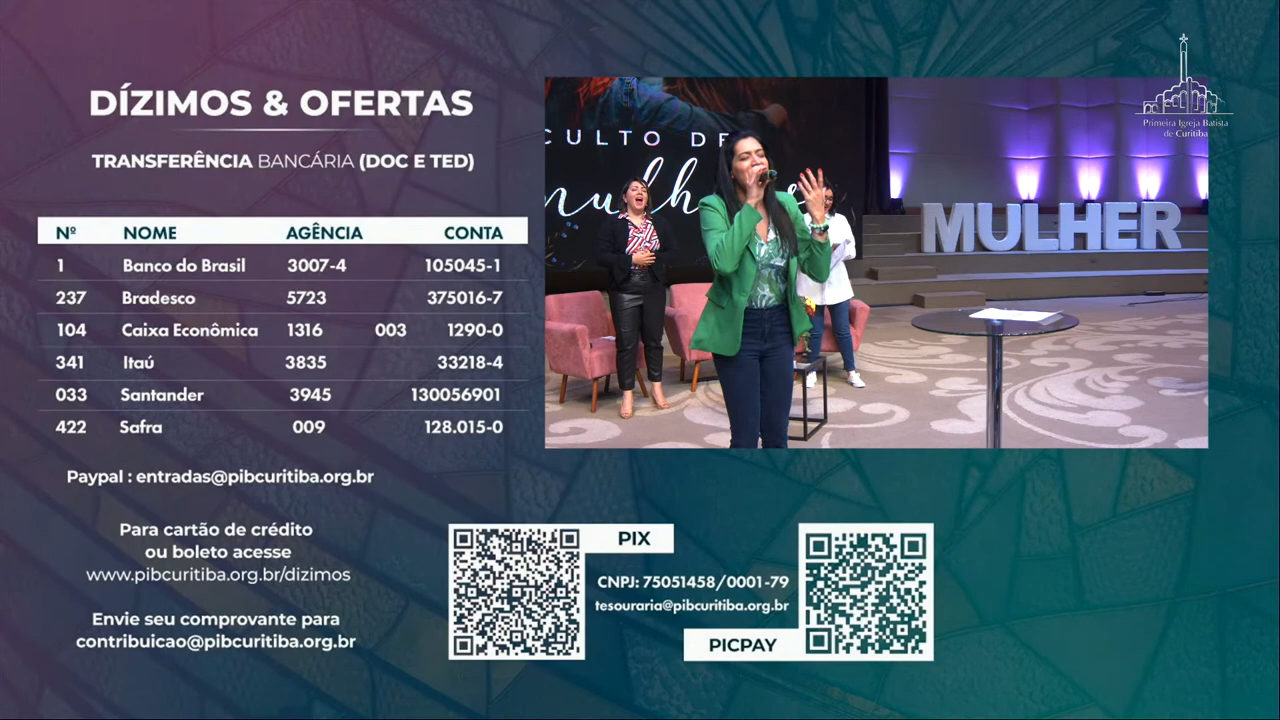 DÍZIMOS & OFERTAS
TRANSFERÊNCIA BANCÁRIA (DOC E TED)
Nº NOME AGÊNCIA CONTA
1 Banco do Brasil 3007-4 105045-1
237 Bradesco 5723 375016-7
104 Caixa Econômica 1316 003 1290-0
341 Itaú 3835 33218-4
033 Santander 3945 130056901
422 Safra 009 128.015-0
Paypal : entradas@pibcuritiba.org.br
Para cartão de crédito
ou boleto acesse
www.pibcuritiba.org.br/dizimos
Envie seu comprovante para
contribuicao@pibcuritiba.org.br
PIX
CNPJ: 75051458/0001-79
tesouraria@pibcuritiba.org.br
PICPAY
CULTO DE
MULHER
Primeira Igreja Batista
de Curitiba